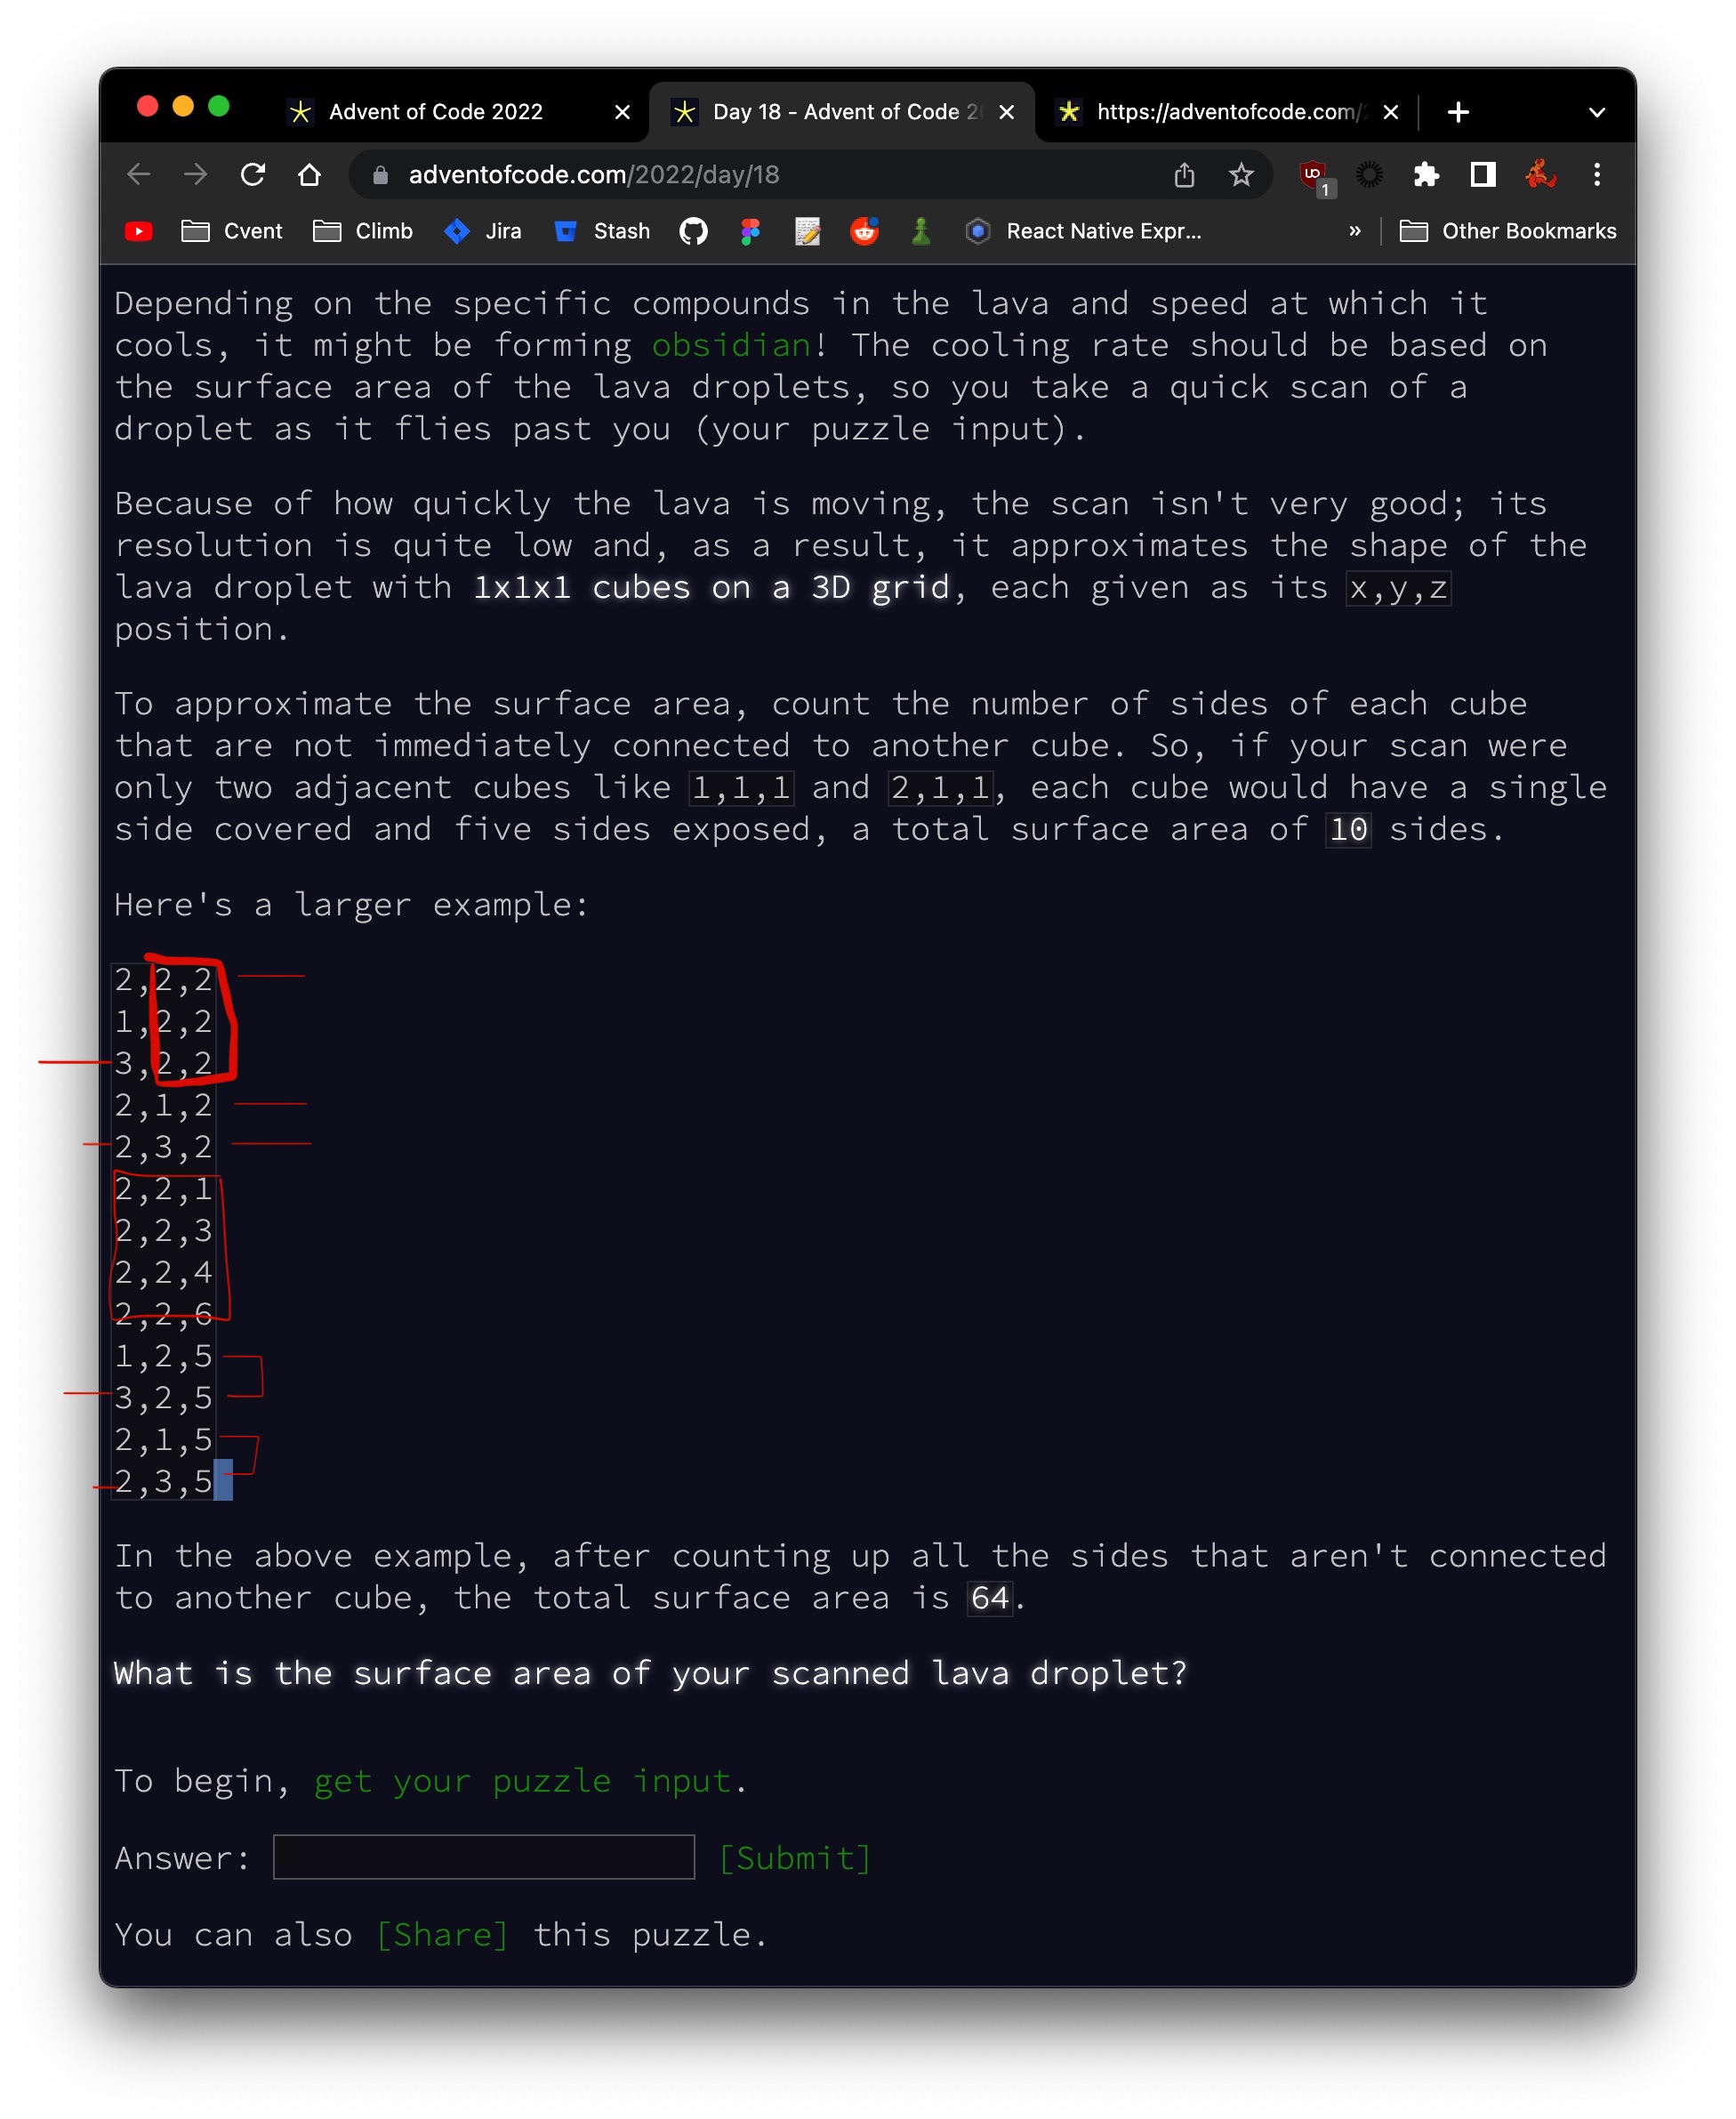 Advent of Code 2022
Day 18 - Advent of Code 2
https://adventofcode.com/
adventofcode.com/2022/day/18
1
Cvent
Climb
Jira
Stash
React Native Expr...
»
Other Bookmarks
Depending on the specific compounds in the lava and speed at which it
cools, it might be forming obsidian! The cooling rate should be based on
the surface area of the lava droplets, so you take a quick scan of a
droplet as it flies past you (your puzzle input).
Because of how quickly the lava is moving, the scan isn't very good; its
resolution is quite low and, as a result, it approximates the shape of the
lava droplet with 1x1x1 cubes on a 3D grid, each given as its x,y,z
position.
To approximate the surface area, count the number of sides of each cube
that are not immediately connected to another cube. So, if your scan were
only two adjacent cubes like 1,1,1 and 2,1,1, each cube would have a single
side covered and five sides exposed, a total surface area of 10 sides.
Here's a larger example:
2,2,2
1,2,2
3,2,2
2,1,2
2,3,2
2,2,1
2,2,3
2,2,4
2,2,6
1,2,5
3,2,5
2,1,5
2,3,5
In the above example, after counting up all the sides that aren't connected
to another cube, the total surface area is 64.
What is the surface area of your scanned lava droplet?
To begin, get your puzzle input.
Answer: [Submit]
You can also [Share] this puzzle.